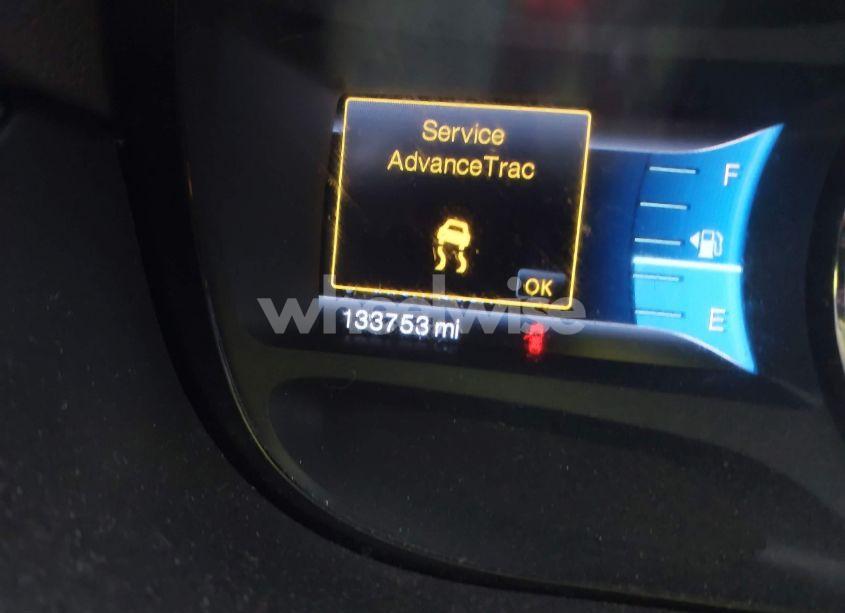 Service
AdvanceTrac
OK
133753 mi
F
E
wheelwise